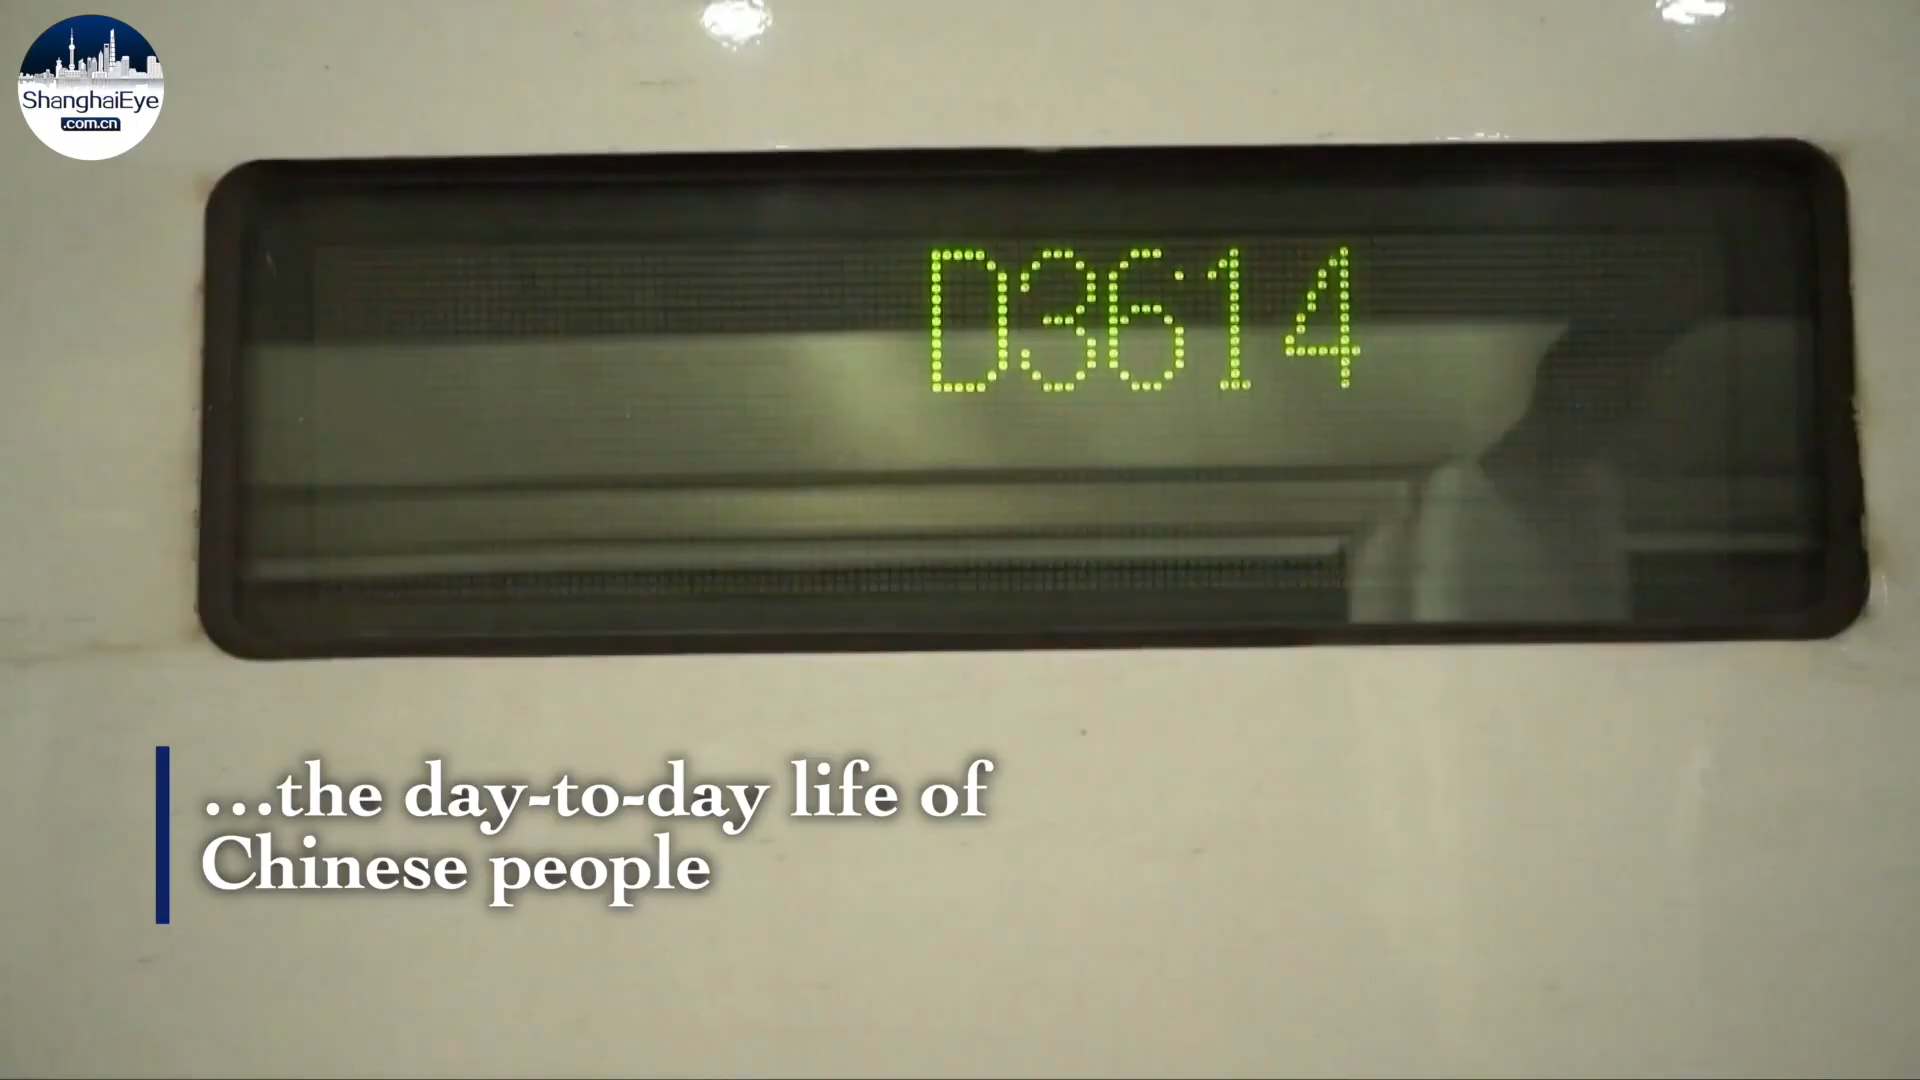 ShanghaiEye
.com.cn
D3614
...the day-to-day life of
Chinese people